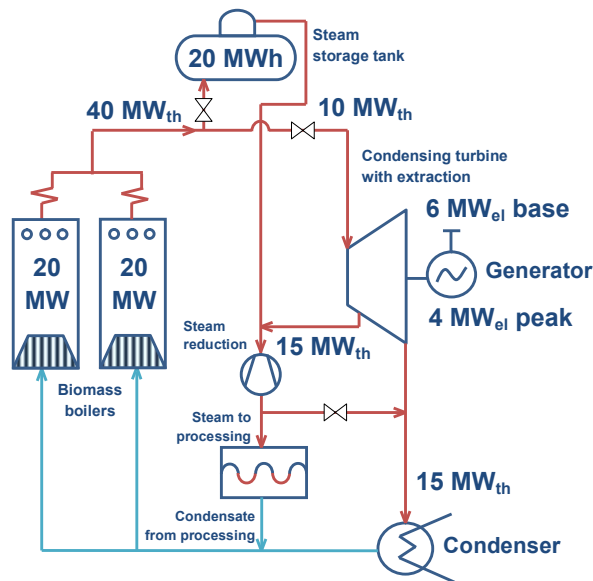 Steam
storage tank
20 MWh
40 MWth
10 MWth
Condensing turbine
with extraction
6 MWel base
20
MW
20
MW
Generator
4 MWel peak
Steam
reduction
15 MWth
Biomass
boilers
Steam to
processing
15 MWth
Condensate
from processing
Condenser